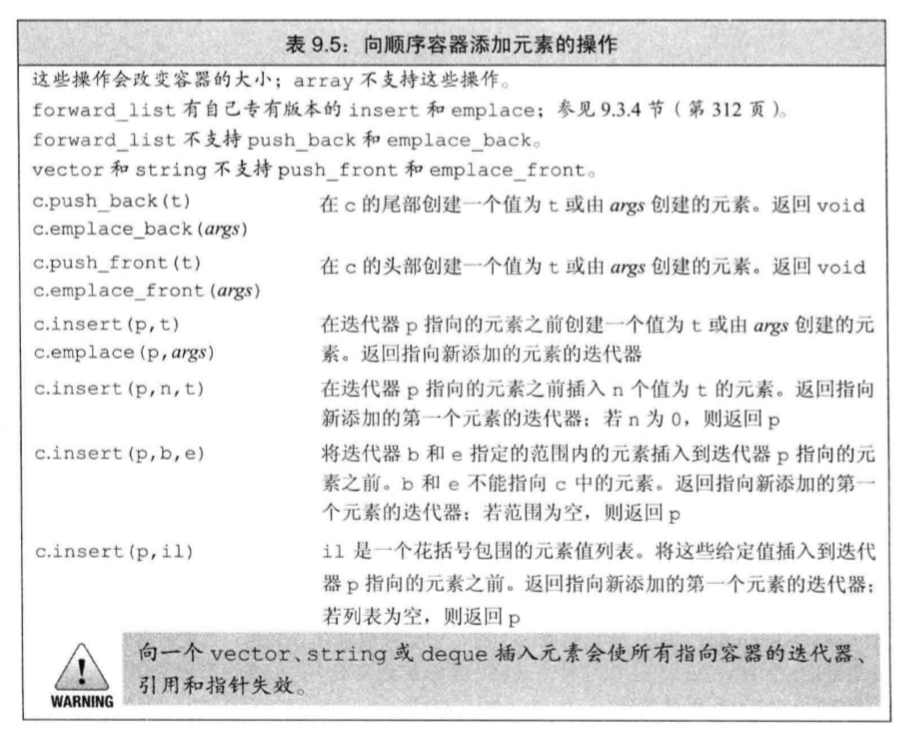 表 9.5：向顺序容器添加元素的操作
这些操作会改变容器的大小；array 不支持这些操作。
forward_list 有自己专有版本的 insert 和 emplace；参见 9.3.4 节（第 312 页）。
forward_list 不支持 push_back 和 emplace_back。
vector 和 string 不支持 push_front 和 emplace_front。
c.push_back(t) 在 c 的尾部创建一个值为 t 或由 args 创建的元素。返回 void
c.emplace_back(args)
c.push_front(t) 在 c 的头部创建一个值为 t 或由 args 创建的元素。返回 void
c.emplace_front(args)
c.insert(p,t) 在迭代器 p 指向的元素之前创建一个值为 t 或由 args 创建的元
c.emplace(p,args) 素。返回指向新添加的元素的迭代器
c.insert(p,n,t) 在迭代器 p 指向的元素之前插入 n 个值为 t 的元素。返回指向
新添加的第一个元素的迭代器；若 n 为 0，则返回 p
c.insert(p,b,e) 将迭代器 b 和 e 指定的范围内的元素插入到迭代器 p 指向的元
素之前。b 和 e 不能指向 c 中的元素。返回指向新添加的第一
个元素的迭代器；若范围为空，则返回 p
c.insert(p,il) il 是一个花括号包围的元素值列表。将这些给定值插入到迭代
器 p 指向的元素之前。返回指向新添加的第一个元素的迭代器；
若列表为空，则返回 p
向一个 vector、string 或 deque 插入元素会使所有指向容器的迭代器、
引用和指针失效。
WARNING